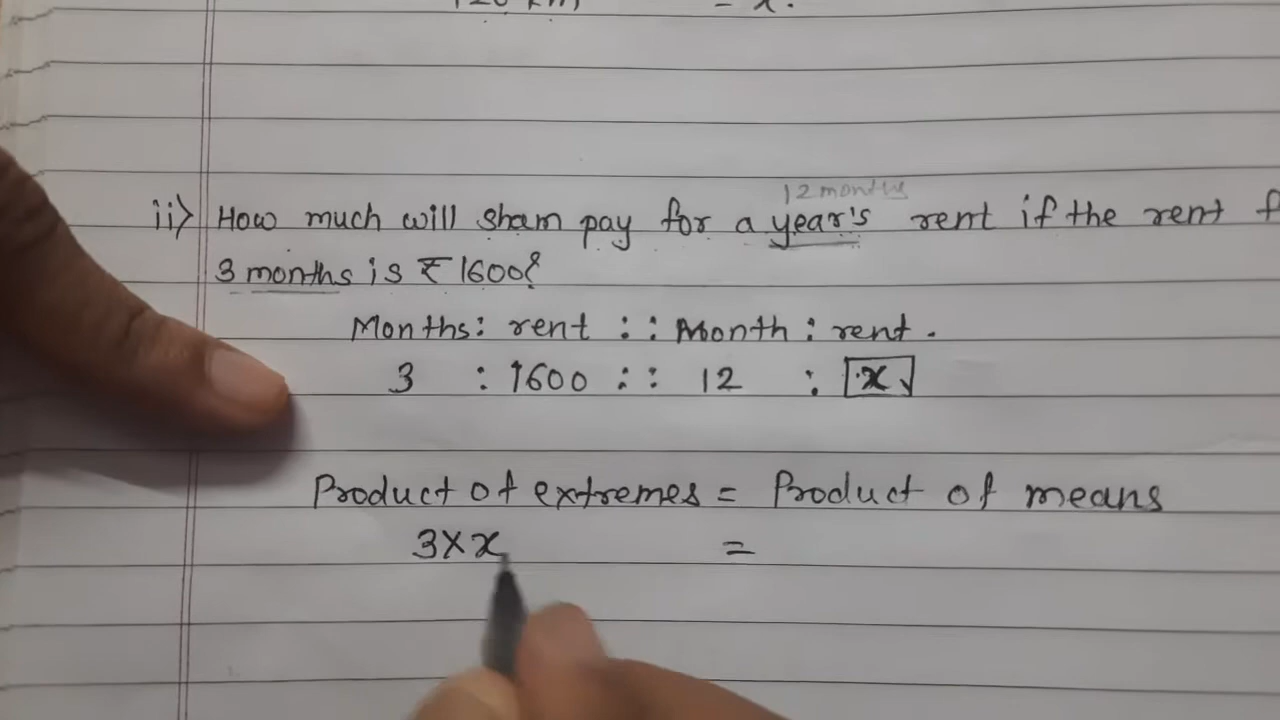 12 months
ii) How much will sham pay for a year's rent if the rent
3 months is ₹ 1600?
Months : rent :: Month : rent.
3 : 1600 :: 12 : x
Product of extremes = Product of means
3 × x =